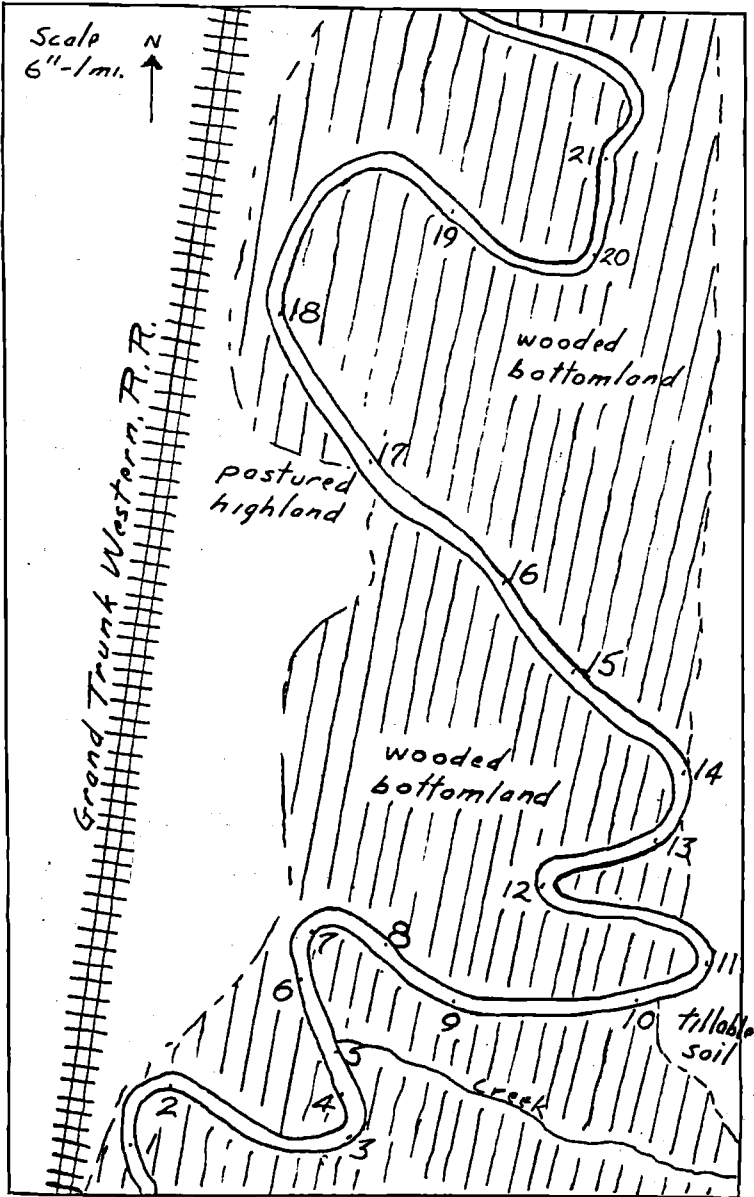 Scale
6"-1mi.
N
21
19
20
18
wooded
bottomland
Grand Trunk Western. R.R.
17
pastured
highland
16
15
wooded
bottomland
14
13
12
7
8
11
6
9
10
tillable
soil
5
Creek
4
2
3